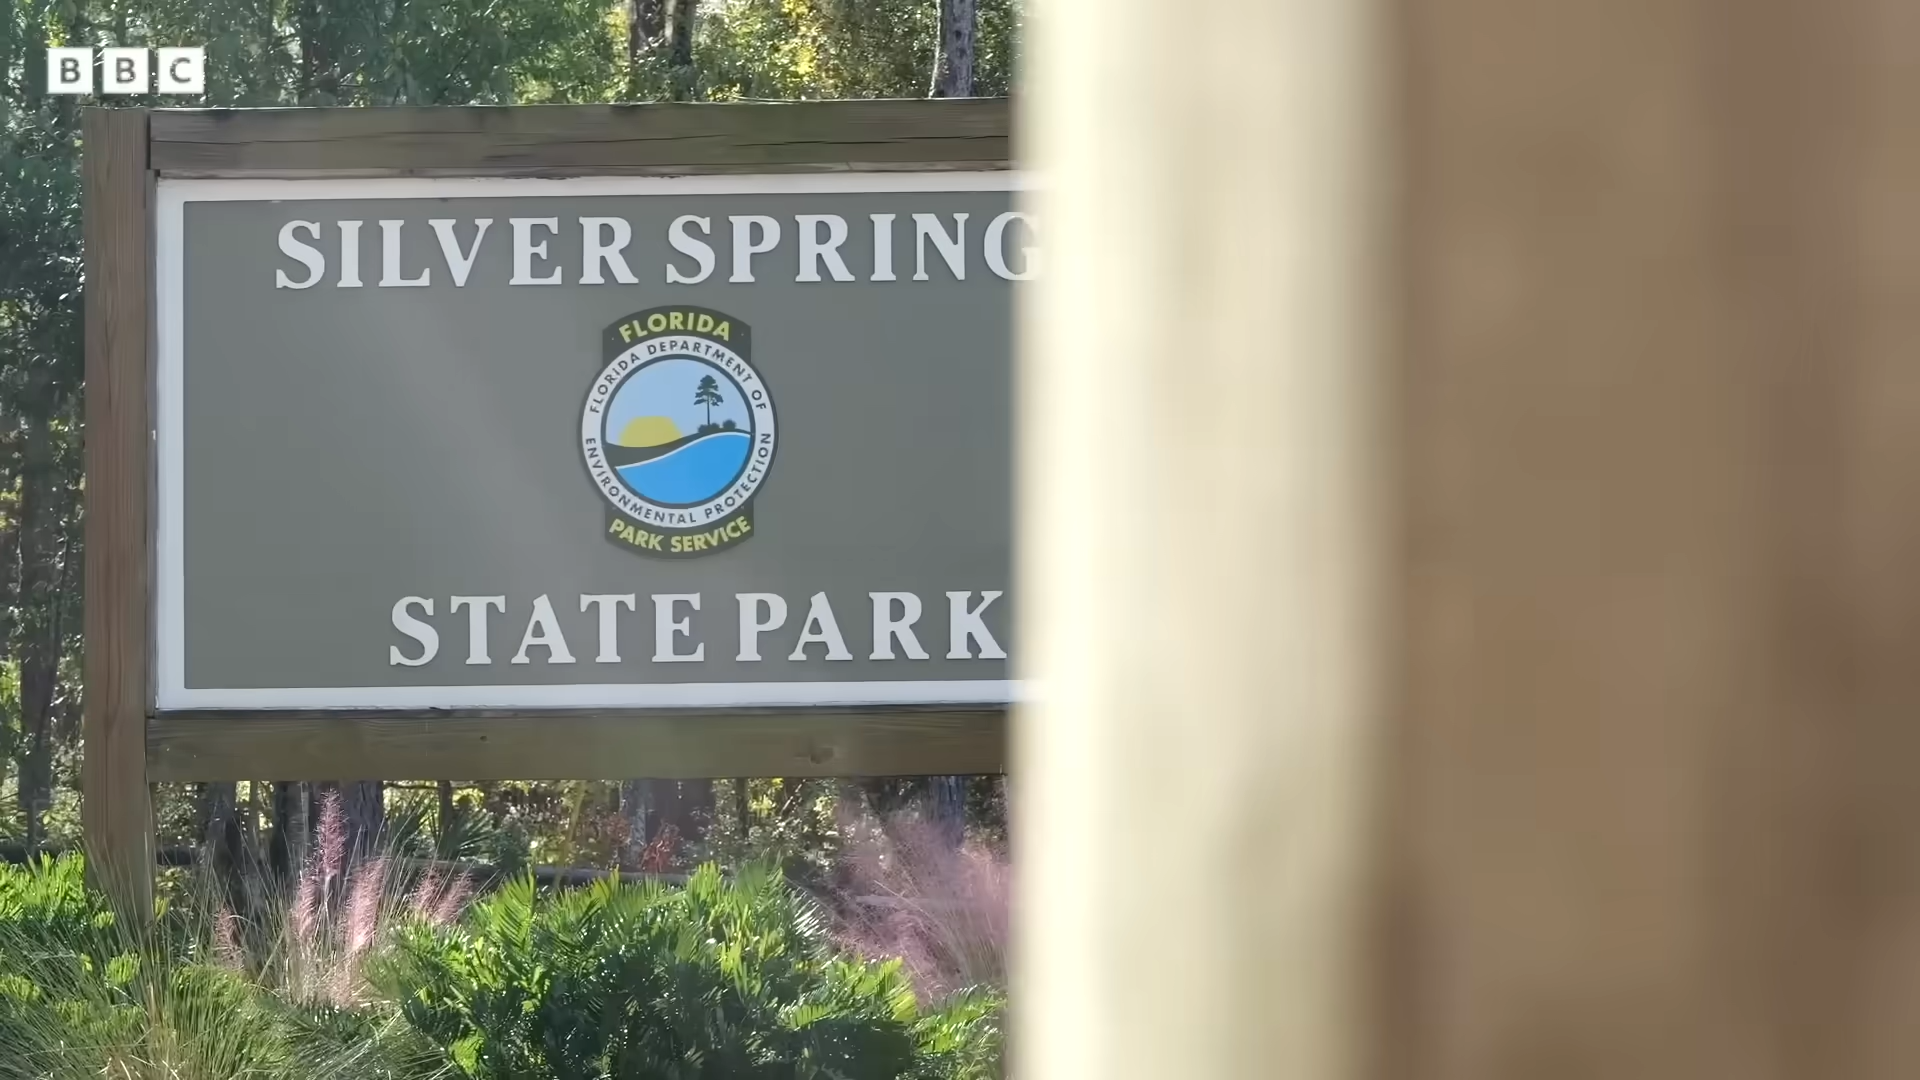 BBC
SILVER SPRING
FLORIDA
FLORIDA DEPARTMENT OF
ENVIRONMENTAL PROTECTION
PARK SERVICE
STATE PARK